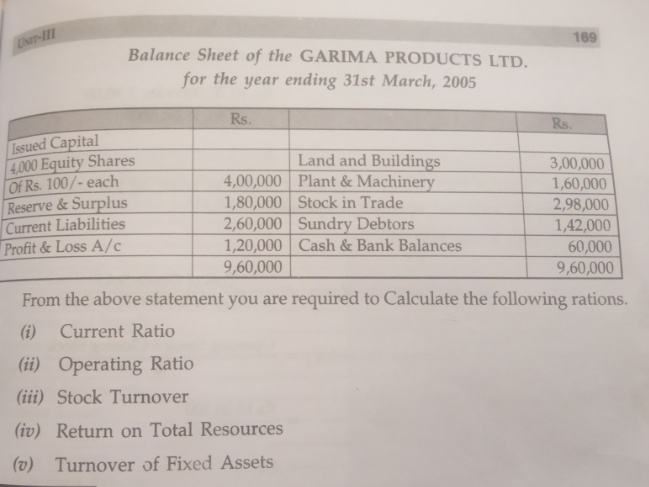 UNIT-III 169
Balance Sheet of the GARIMA PRODUCTS LTD.
for the year ending 31st March, 2005
Rs. Rs.
Issued Capital
4,000 Equity Shares Land and Buildings 3,00,000
Of Rs. 100/- each 4,00,000 Plant & Machinery 1,60,000
Reserve & Surplus 1,80,000 Stock in Trade 2,98,000
Current Liabilities 2,60,000 Sundry Debtors 1,42,000
Profit & Loss A/c 1,20,000 Cash & Bank Balances 60,000
9,60,000 9,60,000
From the above statement you are required to Calculate the following rations.
(i) Current Ratio
(ii) Operating Ratio
(iii) Stock Turnover
(iv) Return on Total Resources
(v) Turnover of Fixed Assets